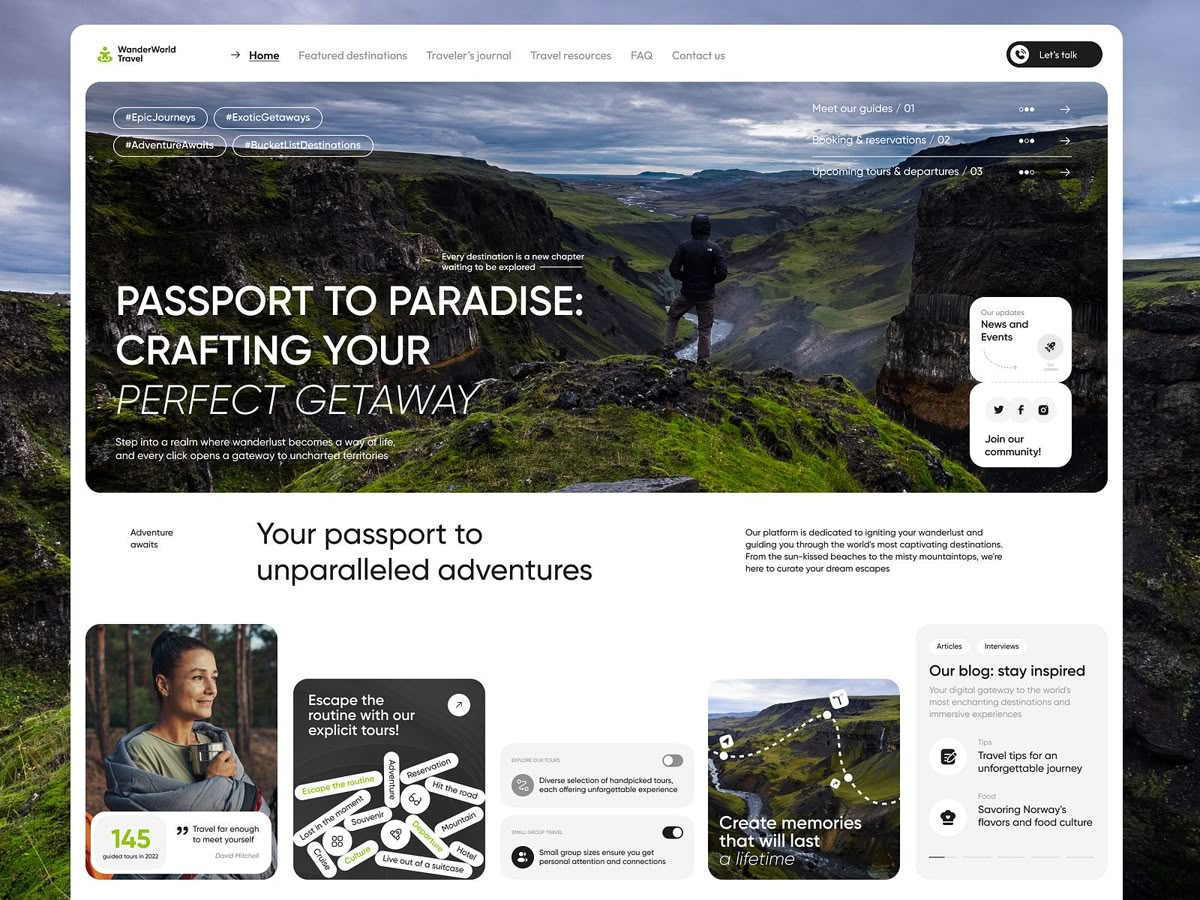 WanderWorld
Travel
Home
Featured destinations
Traveler's journal
Travel resources
FAQ
Contact us
Let's talk
#EpicJourneys
#ExoticGetaways
#AdventureAwaits
#BucketListDestinations
Meet our guides / 01
Booking & reservations / 02
Upcoming tours & departures / 03
Every destination is a new chapter
waiting to be explored
PASSPORT TO PARADISE:
CRAFTING YOUR
PERFECT GETAWAY
Step into a realm where wanderlust becomes a way of life,
and every click opens a gateway to uncharted territories
Our updates
News and
Events
Join our
community!
Adventure
awaits
Your passport to
unparalleled adventures
Our platform is dedicated to igniting your wanderlust and
guiding you through the world's most captivating destinations.
From the sun-kissed beaches to the misty mountaintops, we're
here to curate your dream escapes
145
guided tours in 2022
Travel far enough
to meet yourself
David Mitchell
Escape the
routine with our
explicit tours!
Escape the routine
Adventure
Reservation
Hit the road
Lost in the moment
Souvenir
Departure
Mountain
Cruise
Culture
Live out of a suitcase
Hotel
EXPLORE OUR TOURS
Diverse selection of handpicked tours,
each offering unforgettable experience
SMALL GROUP TRAVEL
Small group sizes ensure you get
personal attention and connections
Create memories
that will last
a lifetime
Articles
Interviews
Our blog: stay inspired
Your digital gateway to the world's
most enchanting destinations and
immersive experiences
Tips
Travel tips for an
unforgettable journey
Food
Savoring Norway's
flavors and food culture